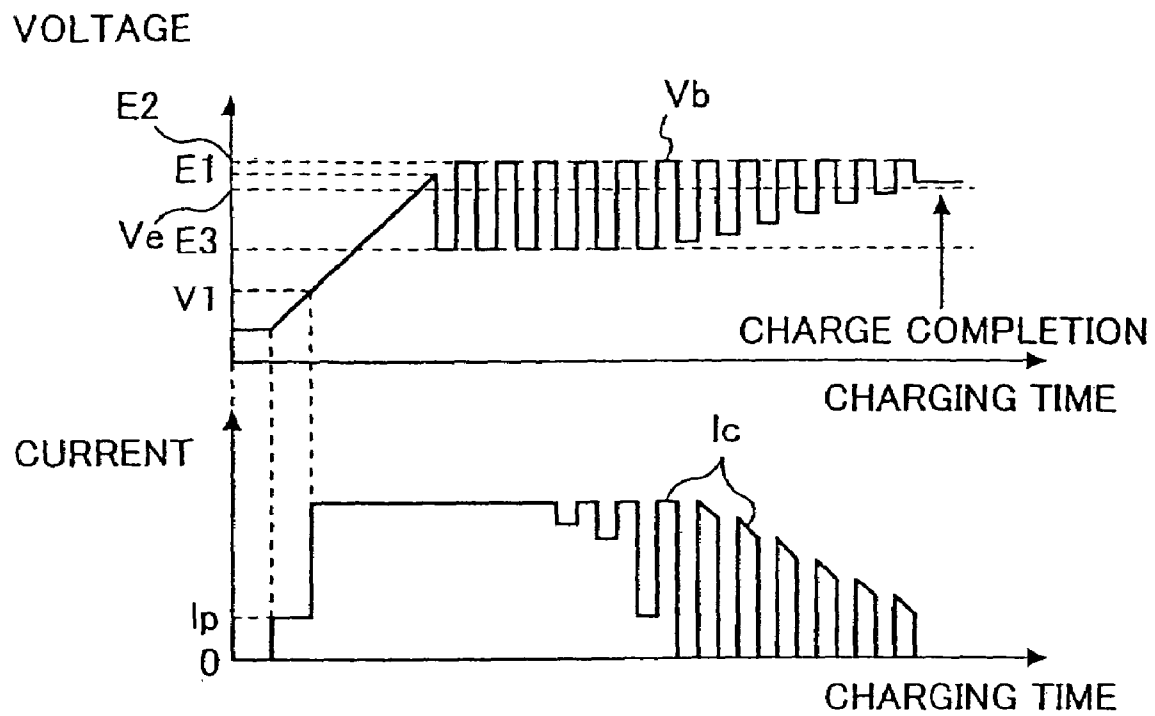 VOLTAGE
E2
Vb
E1
Ve
E3
V1
CHARGE COMPLETION
CHARGING TIME
Ic
CURRENT
Ip
0
CHARGING TIME